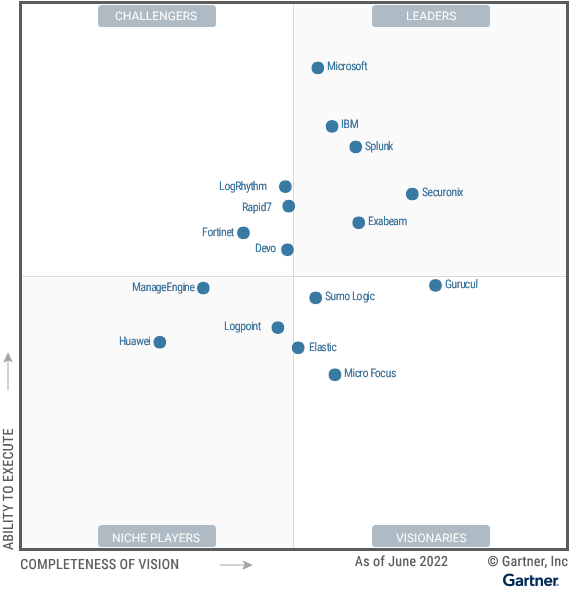 CHALLENGERS
LEADERS
Microsoft
IBM
Splunk
LogRhythm
Securonix
Rapid7
Exabeam
Fortinet
Devo
ManageEngine
Gurucul
Sumo Logic
Logpoint
Huawei
Elastic
Micro Focus
ABILITY TO EXECUTE
NICHE PLAYERS
VISIONARIES
COMPLETENESS OF VISION
As of June 2022
© Gartner, Inc
Gartner